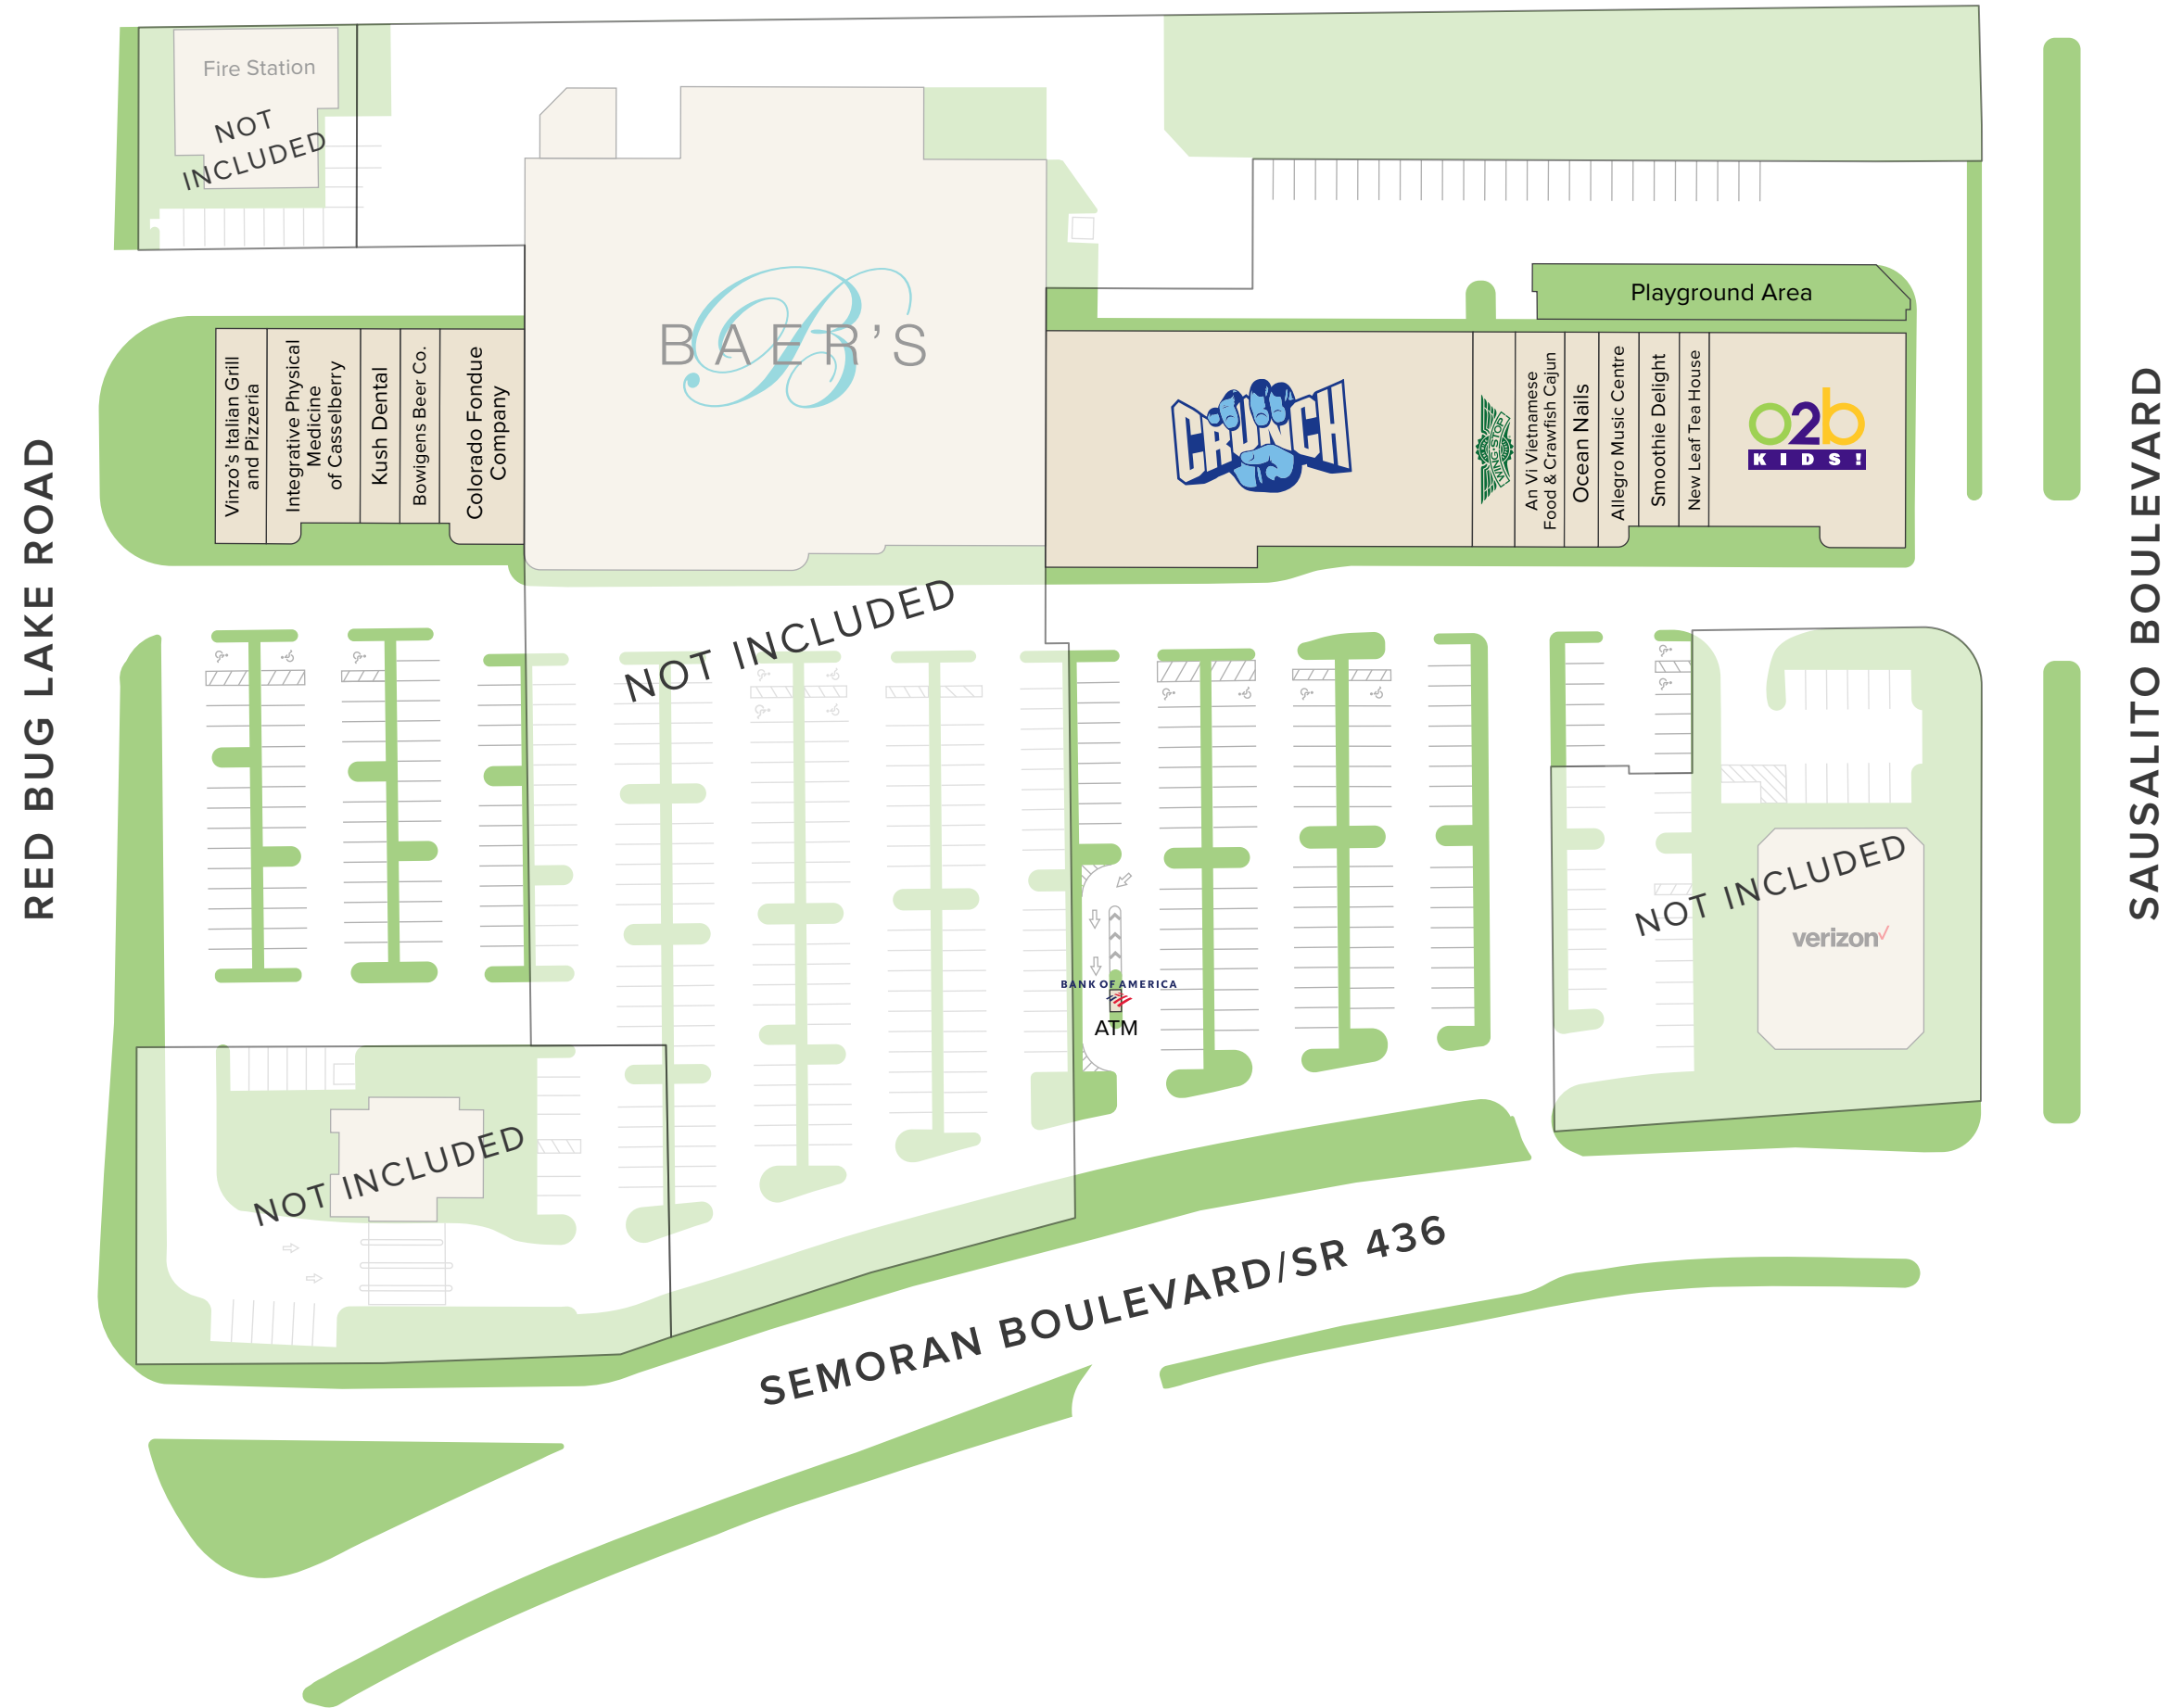 Fire Station
NOT
INCLUDED
BAER'S
B
Playground Area
Vinzo's Italian Grill
and Pizzeria
Integrative Physical
Medicine
of Casselberry
Kush Dental
Bowigens Beer Co.
Colorado Fondue
Company
CRUNCH
WING·STOP
An Vi Vietnamese
Food & Crawfish Cajun
Ocean Nails
Allegro Music Centre
Smoothie Delight
New Leaf Tea House
o2b
KIDS!
RED BUG LAKE ROAD
SAUSALITO BOULEVARD
NOT INCLUDED
NOT INCLUDED
verizon
BANK OF AMERICA
ATM
NOT INCLUDED
SEMORAN BOULEVARD/SR 436